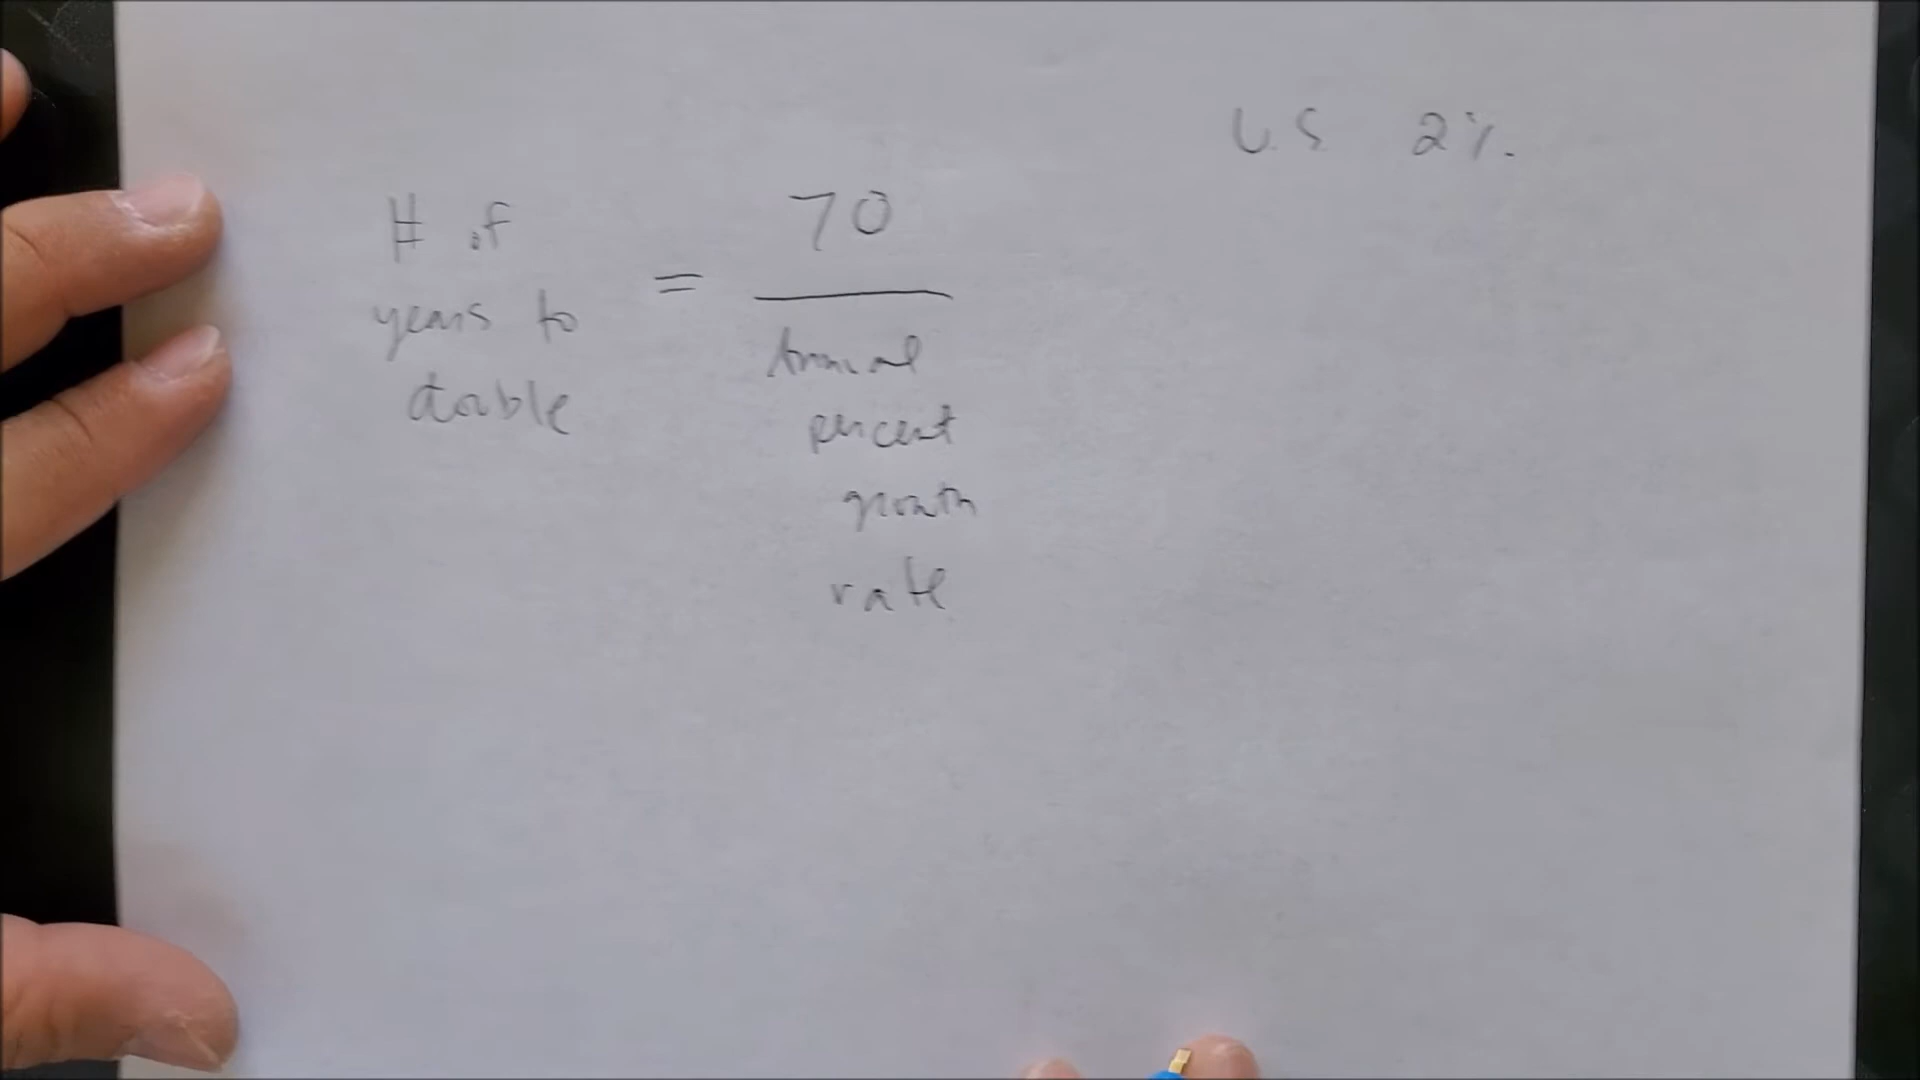 U.S. 2%.
# of years to double
=
70
Annual
percent
growth
rate